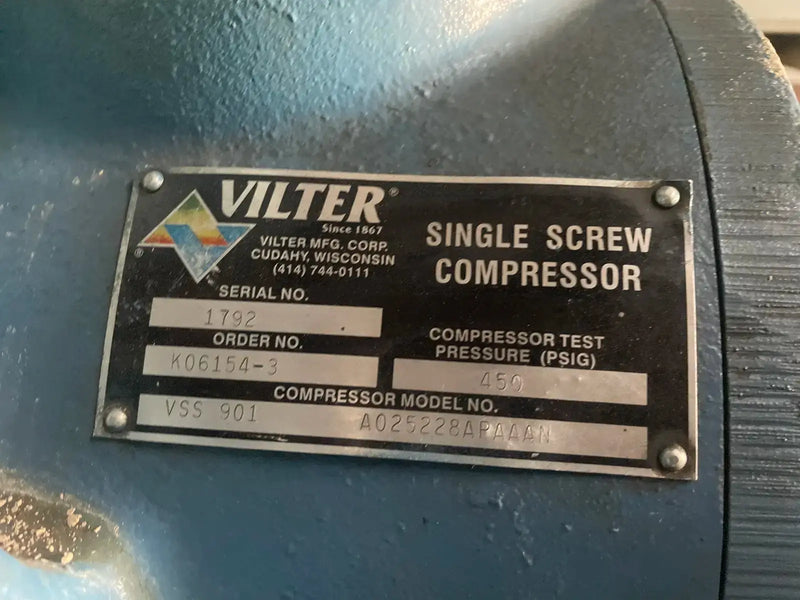 VILTER®
Since 1867
VILTER MFG. CORP.
CUDAHY, WISCONSIN
(414) 744-0111
®
SINGLE SCREW
COMPRESSOR
SERIAL NO.
1792
ORDER NO.
K06154-3
COMPRESSOR TEST
PRESSURE (PSIG)
450
COMPRESSOR MODEL NO.
VSS 901 A025228APAAAN